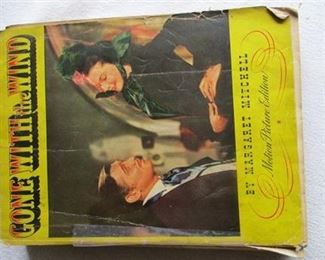 GONE WITH the WIND
BY MARGARET MITCHELL
Motion Picture Edition